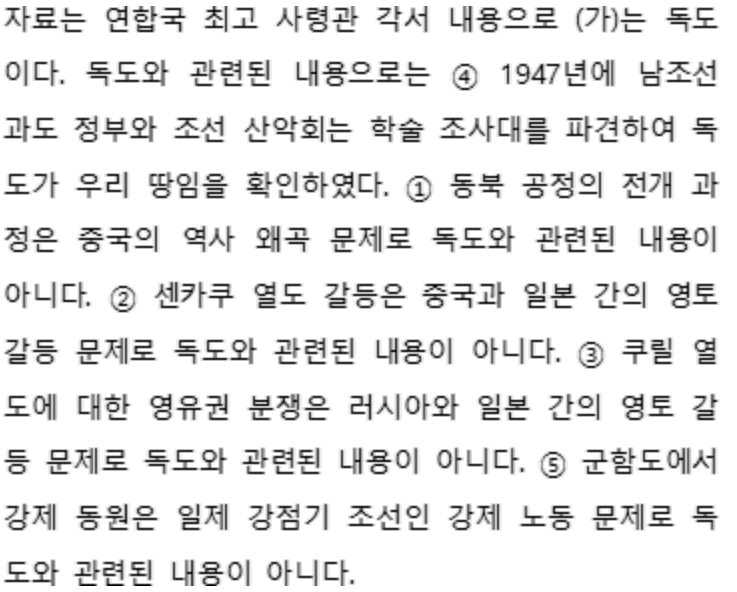 자료는 연합국 최고 사령관 각서 내용으로 (가)는 독도
이다. 독도와 관련된 내용으로는 ④ 1947년에 남조선
과도 정부와 조선 산악회는 학술 조사대를 파견하여 독
도가 우리 땅임을 확인하였다. ① 동북 공정의 전개 과
정은 중국의 역사 왜곡 문제로 독도와 관련된 내용이
아니다. ② 센카쿠 열도 갈등은 중국과 일본 간의 영토
갈등 문제로 독도와 관련된 내용이 아니다. ③ 쿠릴 열
도에 대한 영유권 분쟁은 러시아와 일본 간의 영토 갈
등 문제로 독도와 관련된 내용이 아니다. ⑤ 군함도에서
강제 동원은 일제 강점기 조선인 강제 노동 문제로 독
도와 관련된 내용이 아니다.